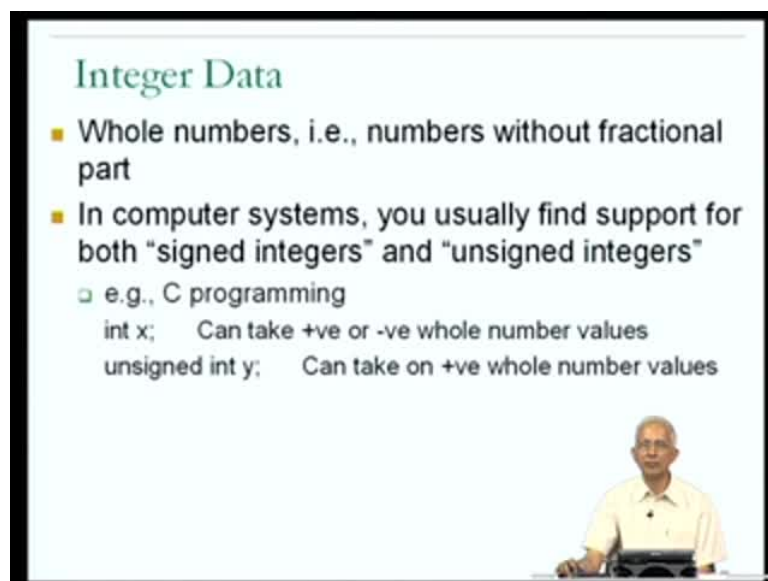 Integer Data
Whole numbers, i.e., numbers without fractional
part
In computer systems, you usually find support for
both “signed integers” and “unsigned integers”
e.g., C programming
int x; Can take +ve or -ve whole number values
unsigned int y; Can take on +ve whole number values